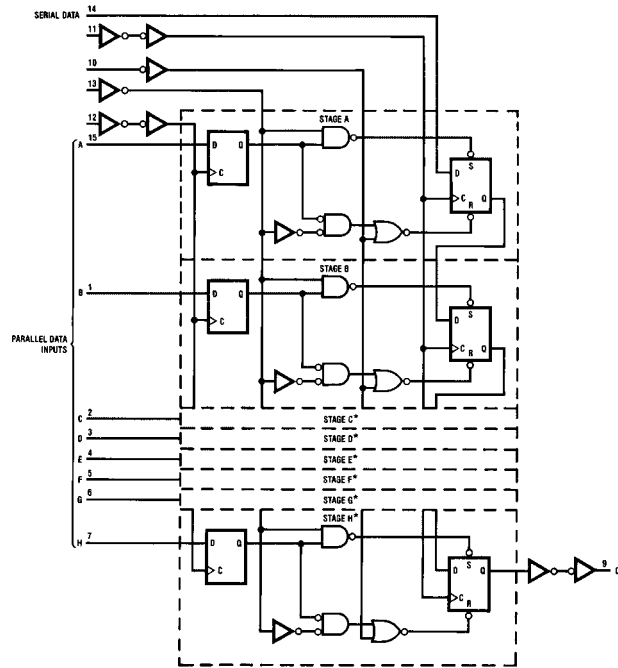 SERIAL DATA 14
11
10
13
12
STAGE A
A 15
D Q
C
S
D Q
C
R
STAGE B
B 1
D Q
C
S
D Q
C
R
PARALLEL DATA
INPUTS
C 2 STAGE C*
D 3 STAGE D*
E 4 STAGE E*
F 5 STAGE F*
G 6 STAGE G*
STAGE H*
H 7
D Q
C
S
D Q
C
R
9